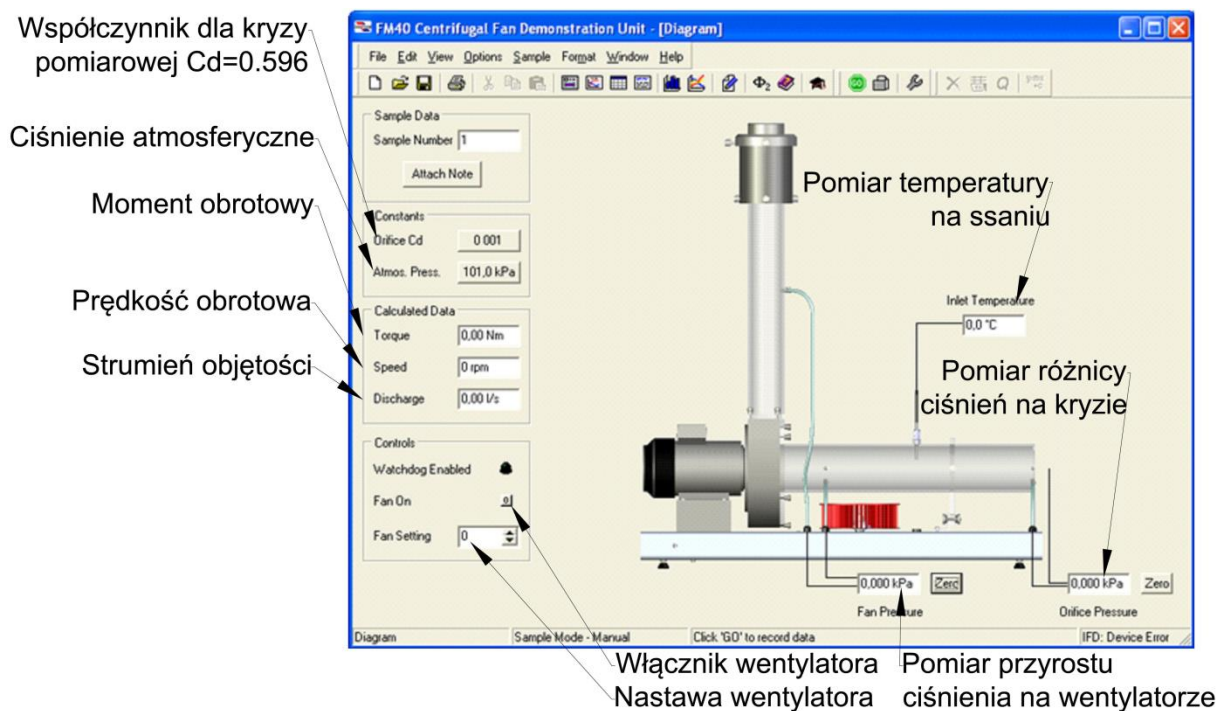 Współczynnik dla kryzy
pomiarowej Cd=0.596
Ciśnienie atmosferyczne
Moment obrotowy
Prędkość obrotowa
Strumień objętości
FM40 Centrifugal Fan Demonstration Unit - [Diagram]
File Edit View Options Sample Format Window Help
Sample Data
Sample Number 1
Attach Note
Constants
Orifice Cd 0 001
Atmos. Press. 101,0 kPa
Calculated Data
Torque 0,00 Nm
Speed 0 rpm
Discharge 0,00 l/s
Controls
Watchdog Enabled
Fan On 0
Fan Setting 0
Pomiar temperatury
na ssaniu
Inlet Temperature
0,0 °C
Pomiar różnicy
ciśnień na kryzie
0,000 kPa Zero
Fan Pressure
0,000 kPa Zero
Orifice Pressure
Diagram Sample Mode - Manual Click 'GO' to record data IFD: Device Error
Włącznik wentylatora
Nastawa wentylatora
Pomiar przyrostu
ciśnienia na wentylatorze